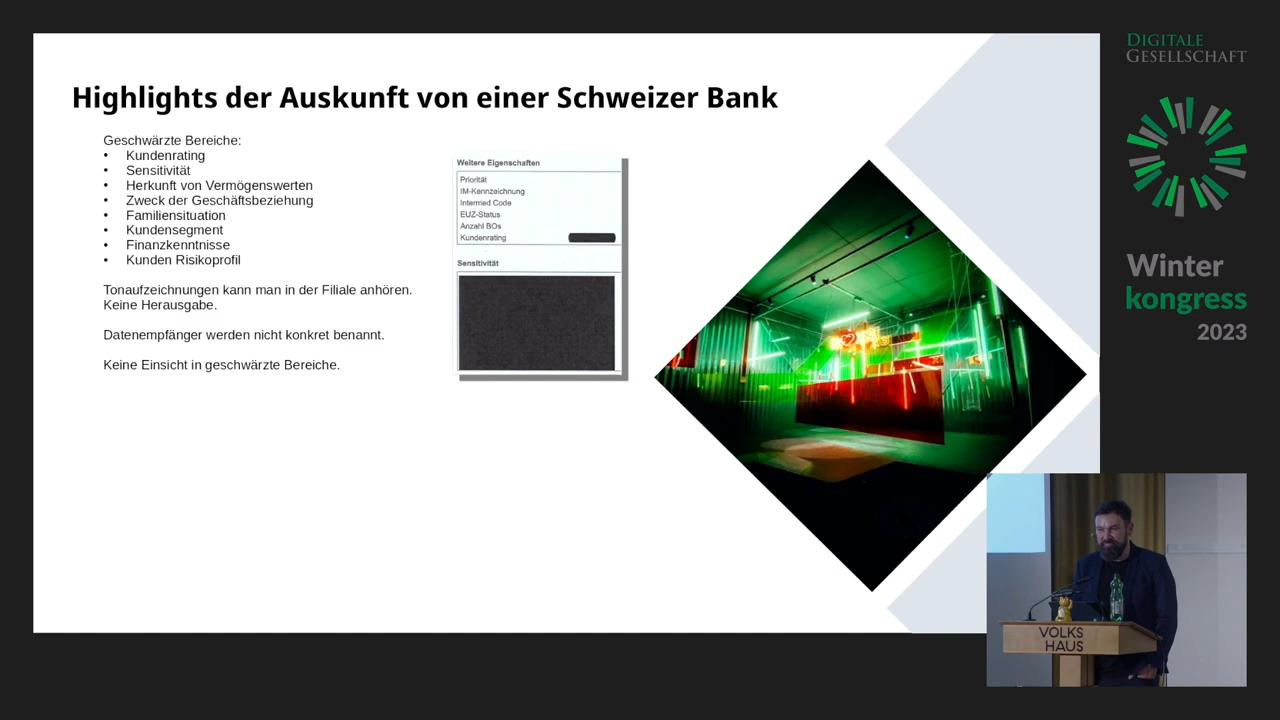 Highlights der Auskunft von einer Schweizer Bank
Geschwärzte Bereiche:
• Kundenrating
• Sensitivität
• Herkunft von Vermögenswerten
• Zweck der Geschäftsbeziehung
• Familiensituation
• Kundensegment
• Finanzkenntnisse
• Kunden Risikoprofil
Tonaufzeichnungen kann man in der Filiale anhören.
Keine Herausgabe.
Datenempfänger werden nicht konkret benannt.
Keine Einsicht in geschwärzte Bereiche.
Weitere Eigenschaften
Priorität
IM-Kennzeichnung
Intermed Code
EUZ-Status
Anzahl BOs
Kundenrating
Sensitivität
DIGITALE
GESELLSCHAFT
Winter
kongress
2023
VOLKS
HAUS